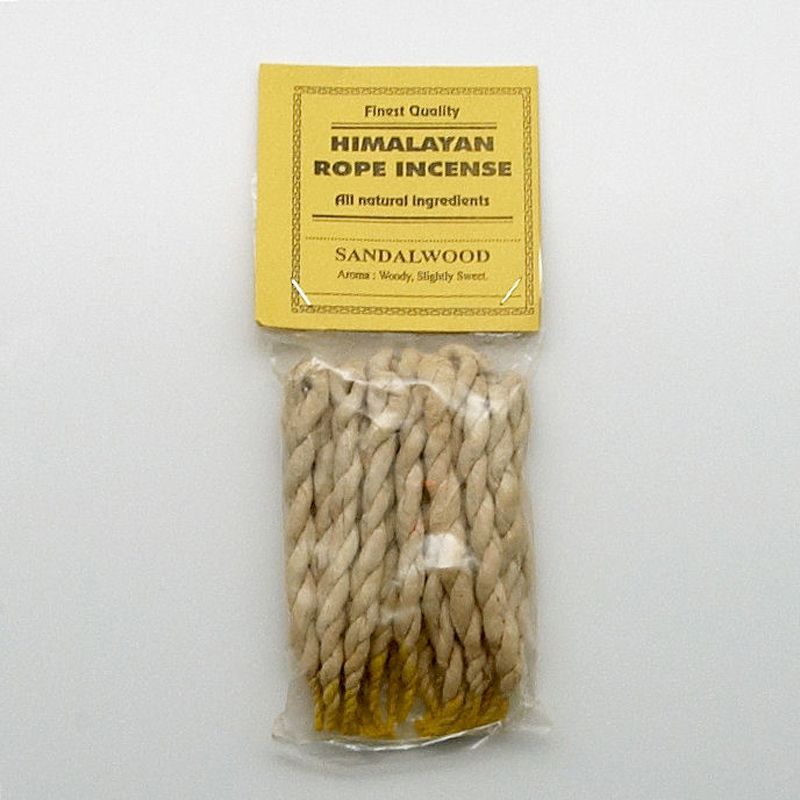 Finest Quality
HIMALAYAN
ROPE INCENSE
All natural ingredients
SANDALWOOD
Aroma : Woody, Slightly Sweet.